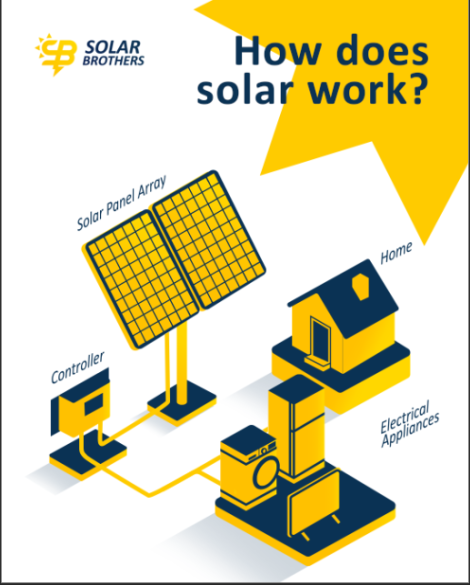 SOLAR
BROTHERS
How does
solar work?
Solar Panel Array
Home
Controller
Electrical
Appliances